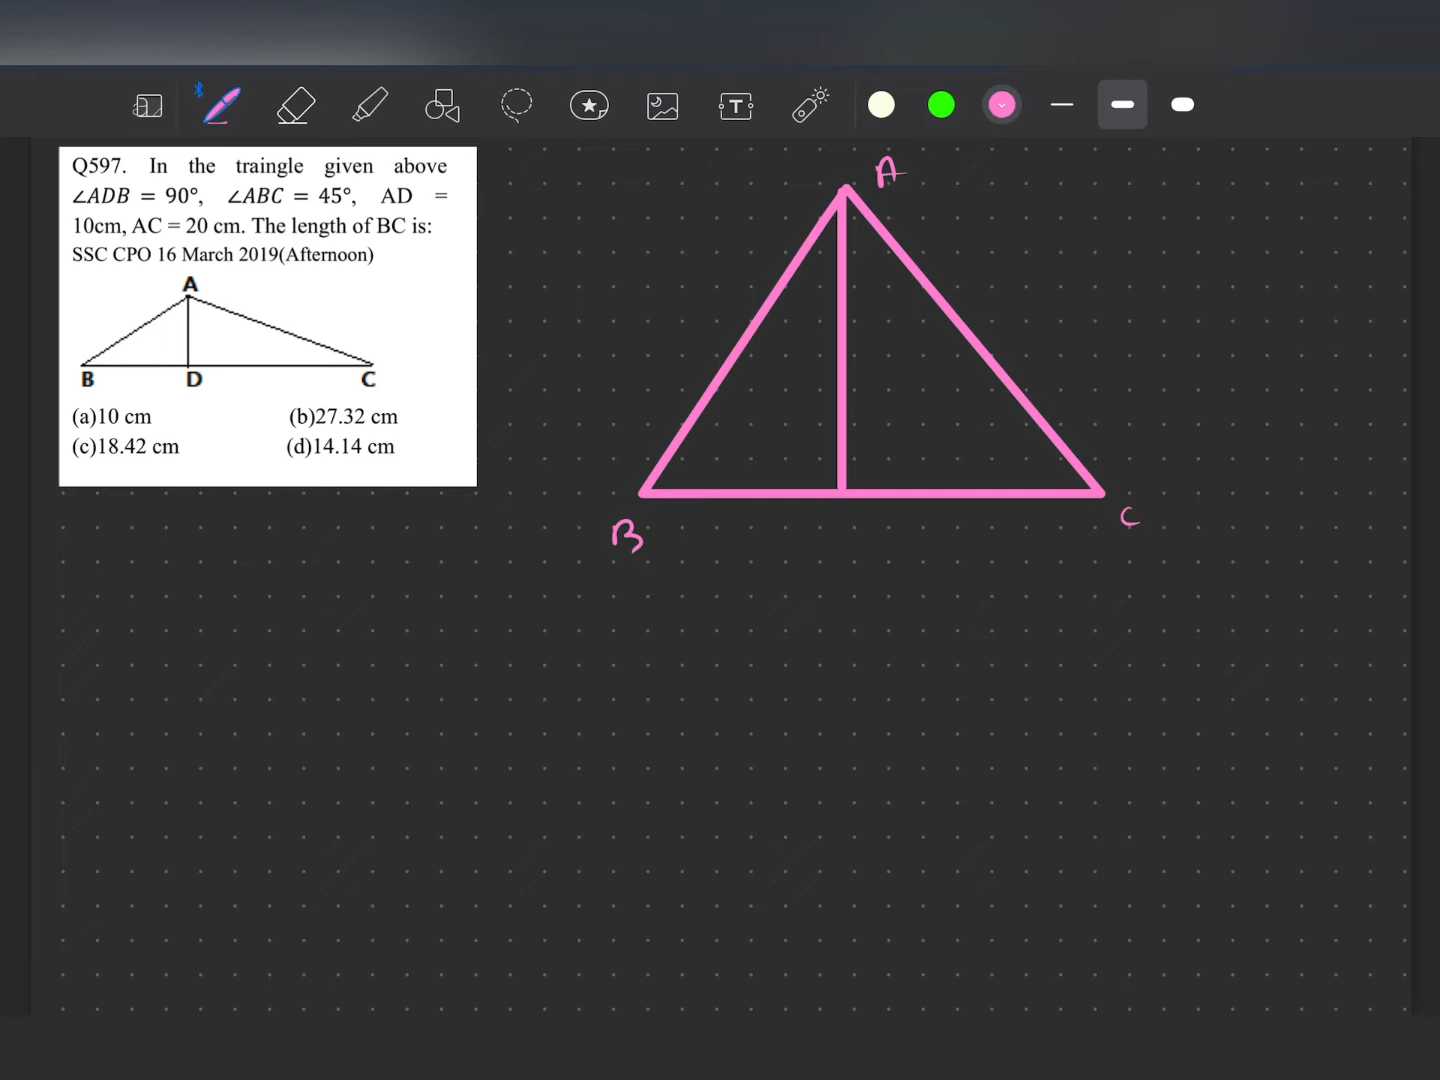 Q597. In the traingle given above
∠ADB = 90°, ∠ABC = 45°, AD =
10cm, AC = 20 cm. The length of BC is:
SSC CPO 16 March 2019(Afternoon)
A
B D C
(a)10 cm (b)27.32 cm
(c)18.42 cm (d)14.14 cm
A
B
C
a
T